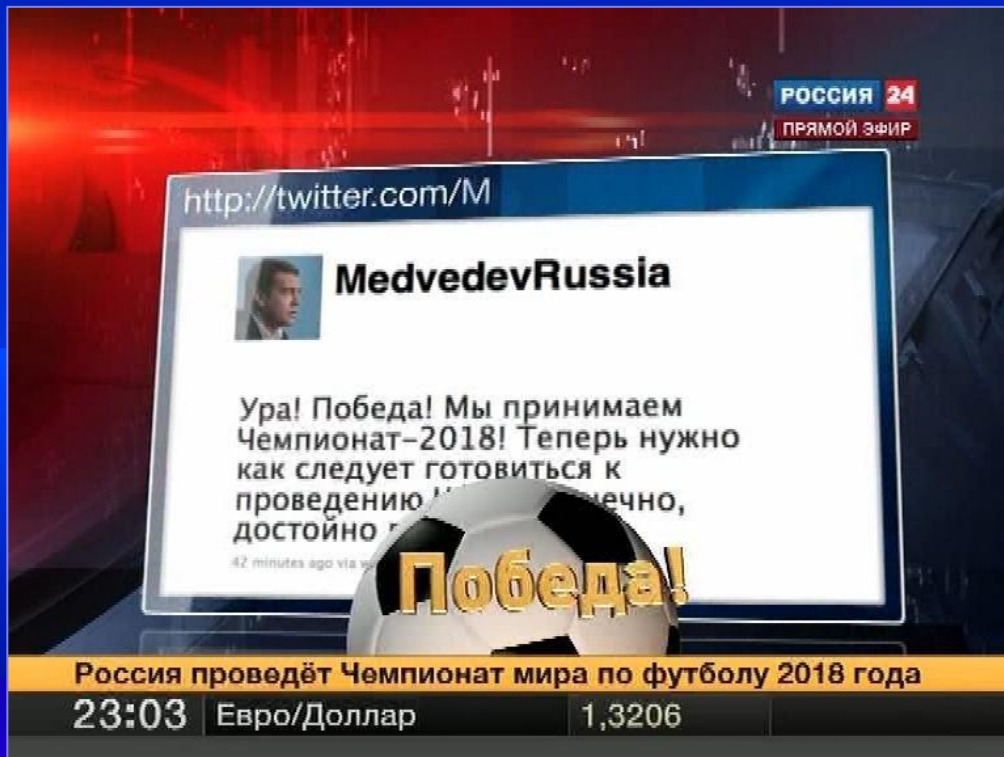 РОССИЯ 24
ПРЯМОЙ ЭФИР
http://twitter.com/M
MedvedevRussia
Ура! Победа! Мы принимаем
Чемпионат-2018! Теперь нужно
как следует готовиться к
проведению
достойно
42 minutes ago via
Победа!
Россия проведёт Чемпионат мира по футболу 2018 года
23:03 Евро/Доллар 1,3206